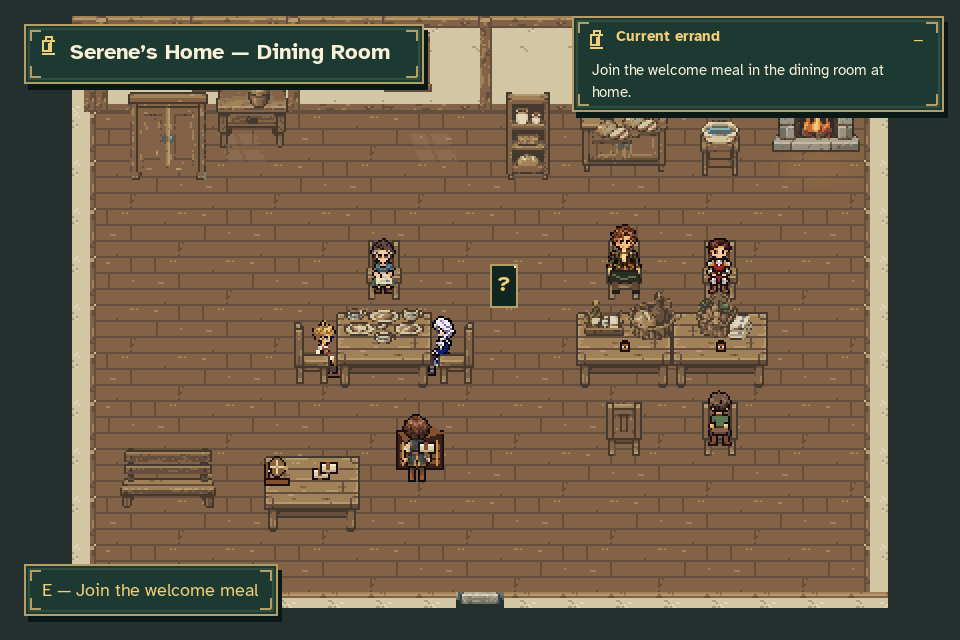 Serene’s Home — Dining Room
Current errand
–
Join the welcome meal in the dining room at
home.
?
E — Join the welcome meal